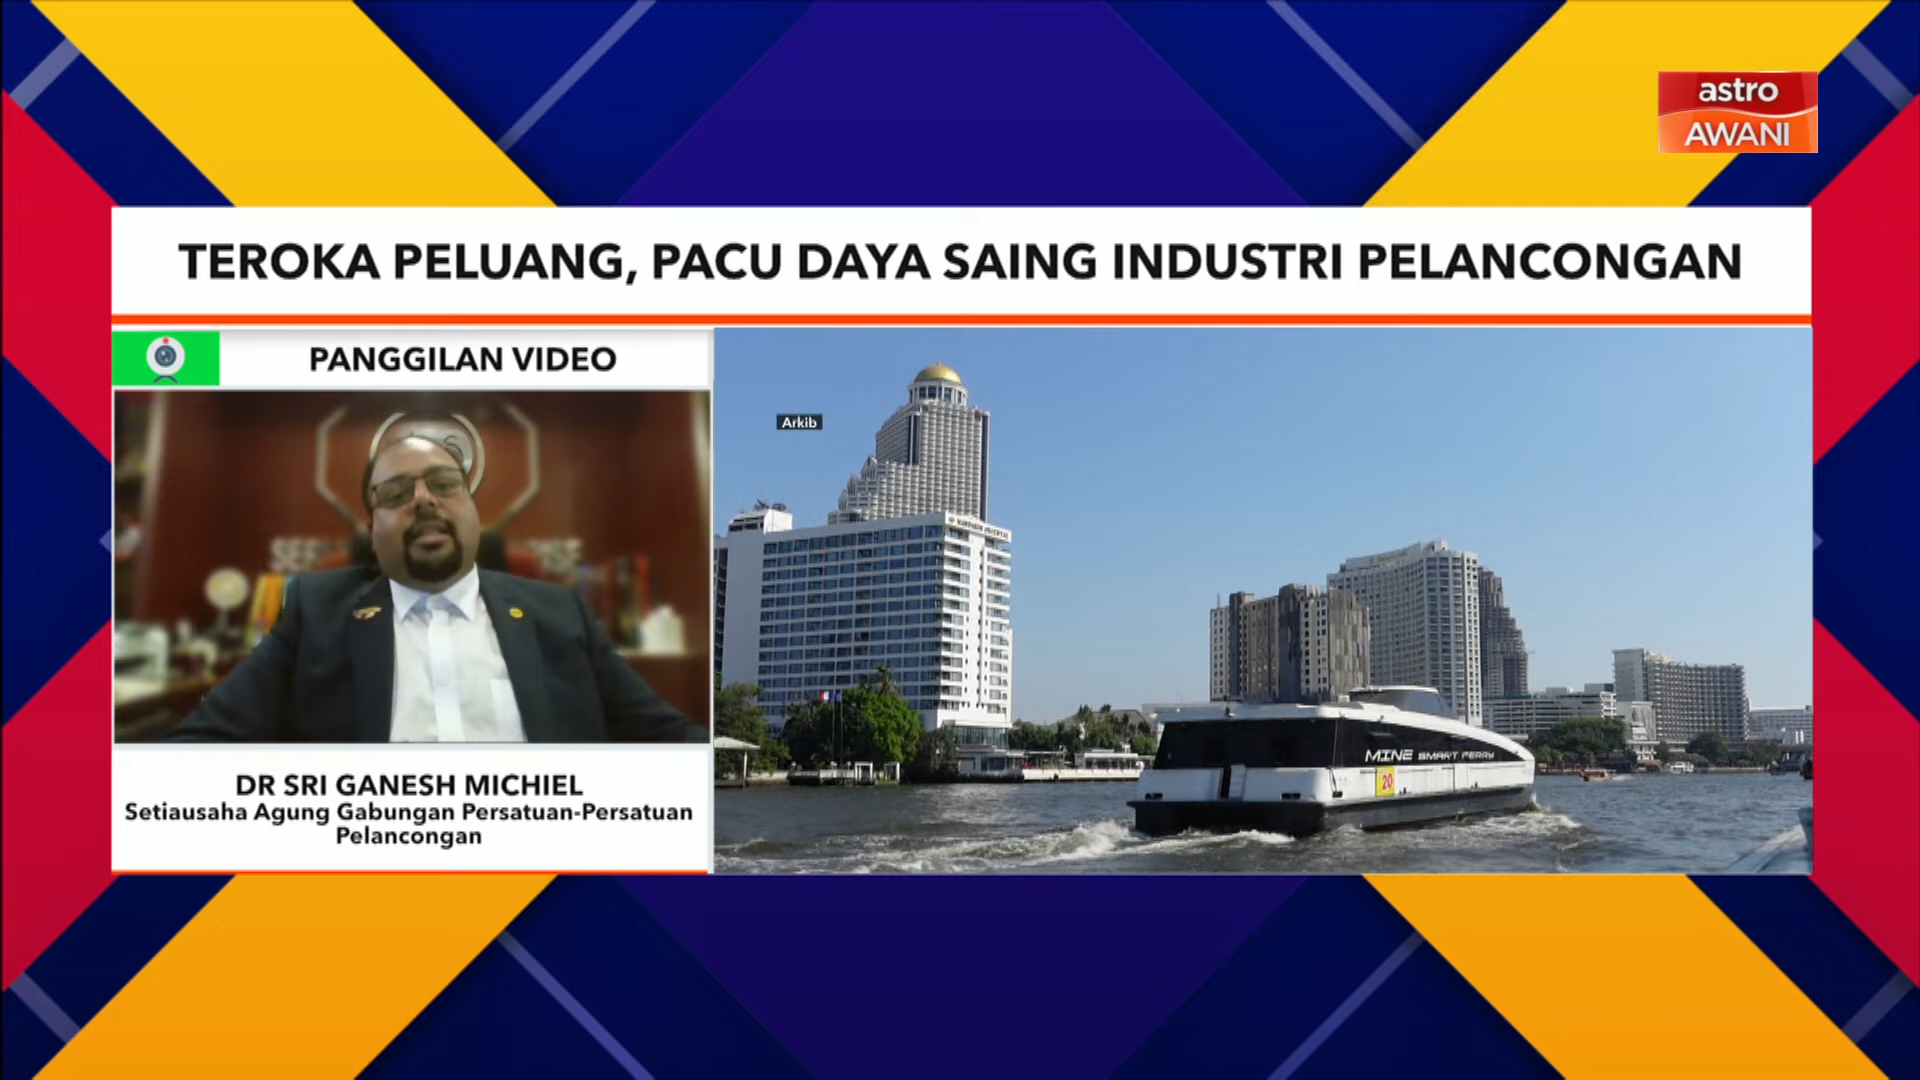 astro
AWANI
TEROKA PELUANG, PACU DAYA SAING INDUSTRI PELANCONGAN
PANGGILAN VIDEO
Arkib
MINE SMART FERRY
20
DR SRI GANESH MICHIEL
Setiausaha Agung Gabungan Persatuan-Persatuan
Pelancongan